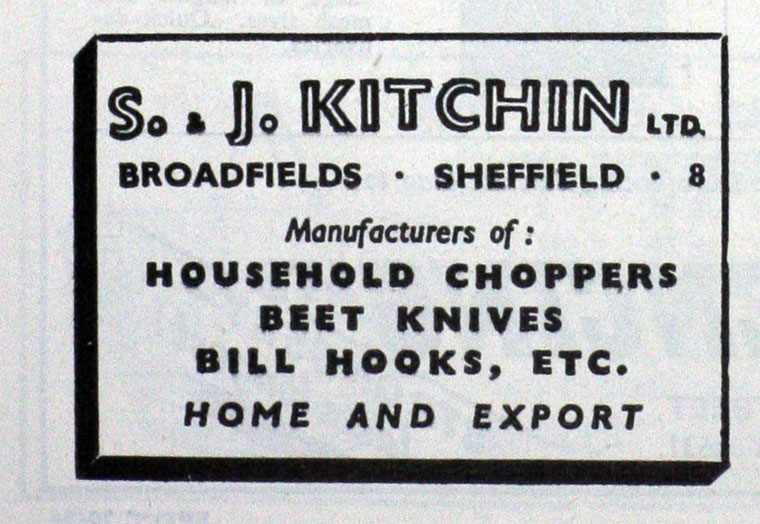 S. & J. KITCHIN LTD.
BROADFIELDS · SHEFFIELD · 8
Manufacturers of :
HOUSEHOLD CHOPPERS
BEET KNIVES
BILL HOOKS, ETC.
HOME AND EXPORT